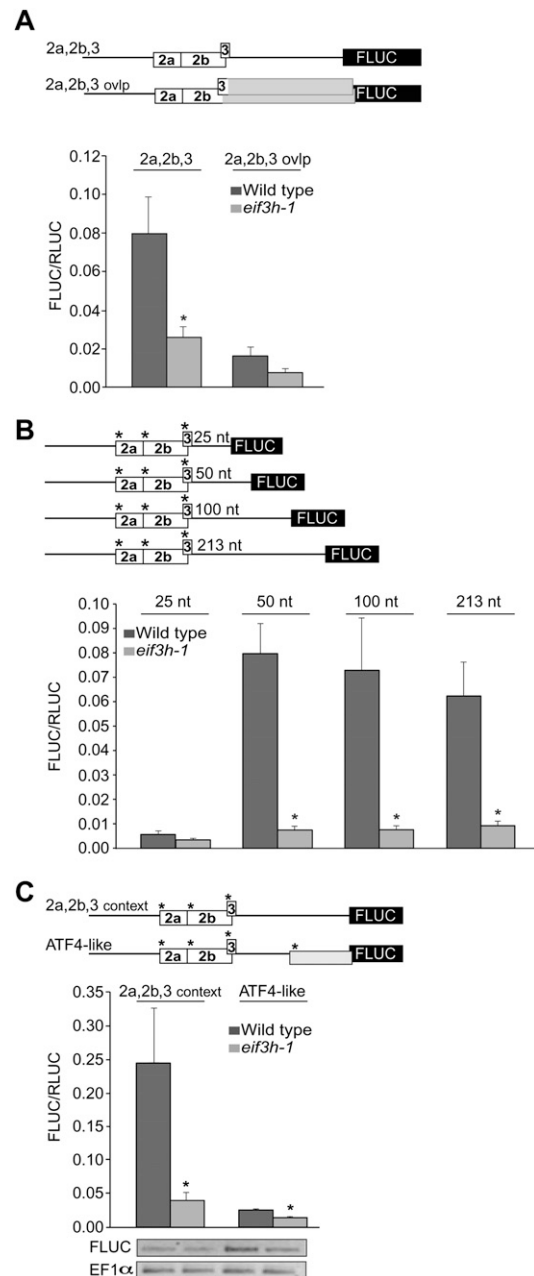 A
2a,2b,3
2a 2b 3 FLUC
2a,2b,3 ovlp
2a 2b 3 FLUC
2a,2b,3 2a,2b,3 ovlp
Wild type
eif3h-1
FLUC/RLUC
0.12
0.10
0.08
0.06
0.04
0.02
0.00
*
B
* * *
2a 2b 3 25 nt FLUC
* * *
2a 2b 3 50 nt FLUC
* * *
2a 2b 3 100 nt FLUC
* * *
2a 2b 3 213 nt FLUC
25 nt 50 nt 100 nt 213 nt
Wild type
eif3h-1
FLUC/RLUC
0.10
0.09
0.08
0.07
0.06
0.05
0.04
0.03
0.02
0.01
0.00
* * *
C
2a,2b,3 context
* * *
2a 2b 3 FLUC
ATF4-like
* * * *
2a 2b 3 FLUC
2a,2b,3 context ATF4-like
Wild type
eif3h-1
FLUC/RLUC
0.35
0.30
0.25
0.20
0.15
0.10
0.05
0.00
* *
FLUC
EF1α